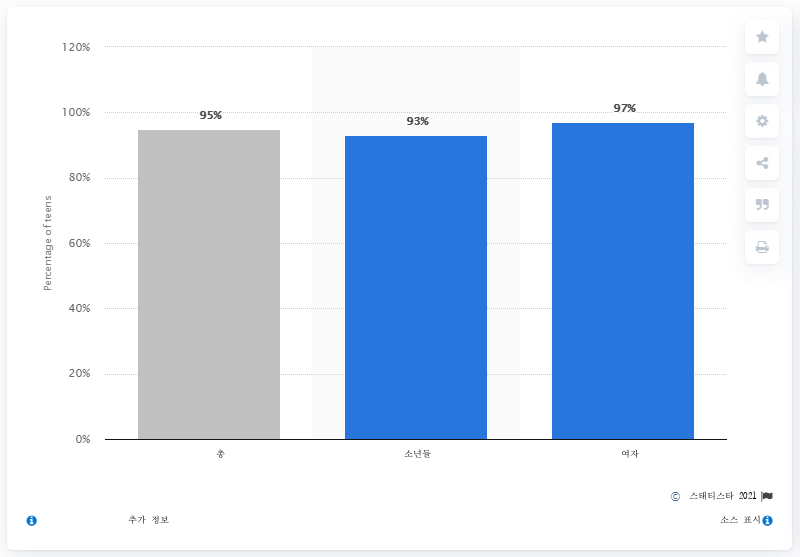 120%
100%
80%
60%
40%
20%
0%
Percentage of teens
95%
93%
97%
총
소년들
여자
© 스태티스타 2021
추가 정보
소스 표시